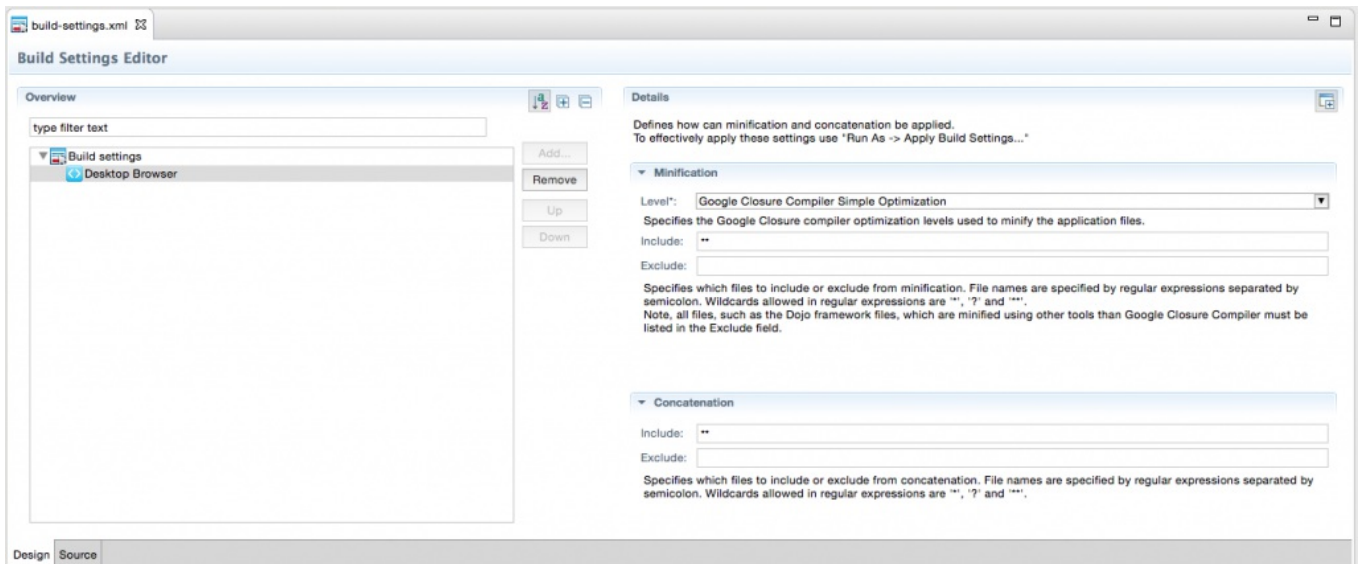 build-settings.xml
Build Settings Editor
Overview
type filter text
Build settings
Desktop Browser
Add...
Remove
Up
Down
Details
Defines how can minification and concatenation be applied.
To effectively apply these settings use "Run As -> Apply Build Settings..."
Minification
Level*: Google Closure Compiler Simple Optimization
Specifies the Google Closure compiler optimization levels used to minify the application files.
Include: **
Exclude:
Specifies which files to include or exclude from minification. File names are specified by regular expressions separated by
semicolon. Wildcards allowed in regular expressions are '*', '?' and '**'.
Note, all files, such as the Dojo framework files, which are minified using other tools than Google Closure Compiler must be
listed in the Exclude field.
Concatenation
Include: **
Exclude:
Specifies which files to include or exclude from concatenation. File names are specified by regular expressions separated by
semicolon. Wildcards allowed in regular expressions are '*', '?' and '**'.
Design Source